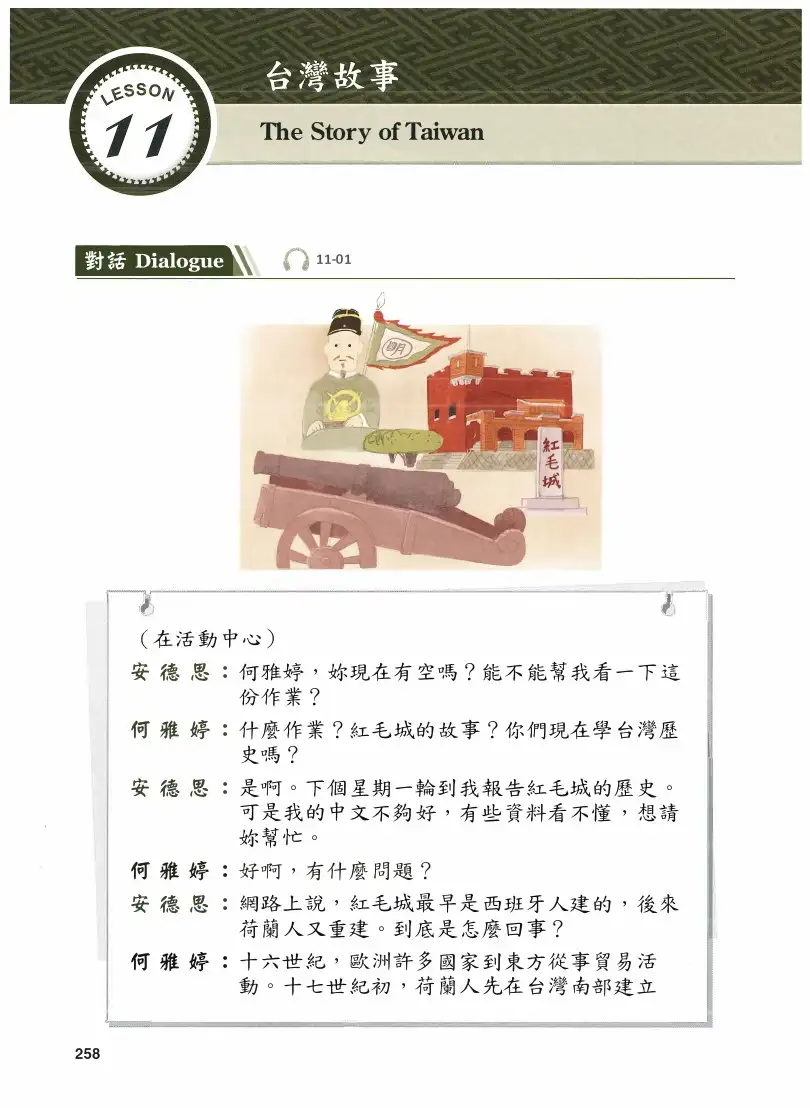 LESSON
11
台灣故事
The Story of Taiwan
對話 Dialogue
11-01
明
紅毛城
（在活動中心）
安德思：何雅婷，妳現在有空嗎？能不能幫我看一下這
份作業？
何雅婷：什麼作業？紅毛城的故事？你們現在學台灣歷
史嗎？
安德思：是啊。下個星期一輪到我報告紅毛城的歷史。
可是我的中文不夠好，有些資料看不懂，想請
妳幫忙。
何雅婷：好啊，有什麼問題？
安德思：網路上說，紅毛城最早是西班牙人建的，後來
荷蘭人又重建。到底是怎麼回事？
何雅婷：十六世紀，歐洲許多國家到東方從事貿易活
動。十七世紀初，荷蘭人先在台灣南部建立
258